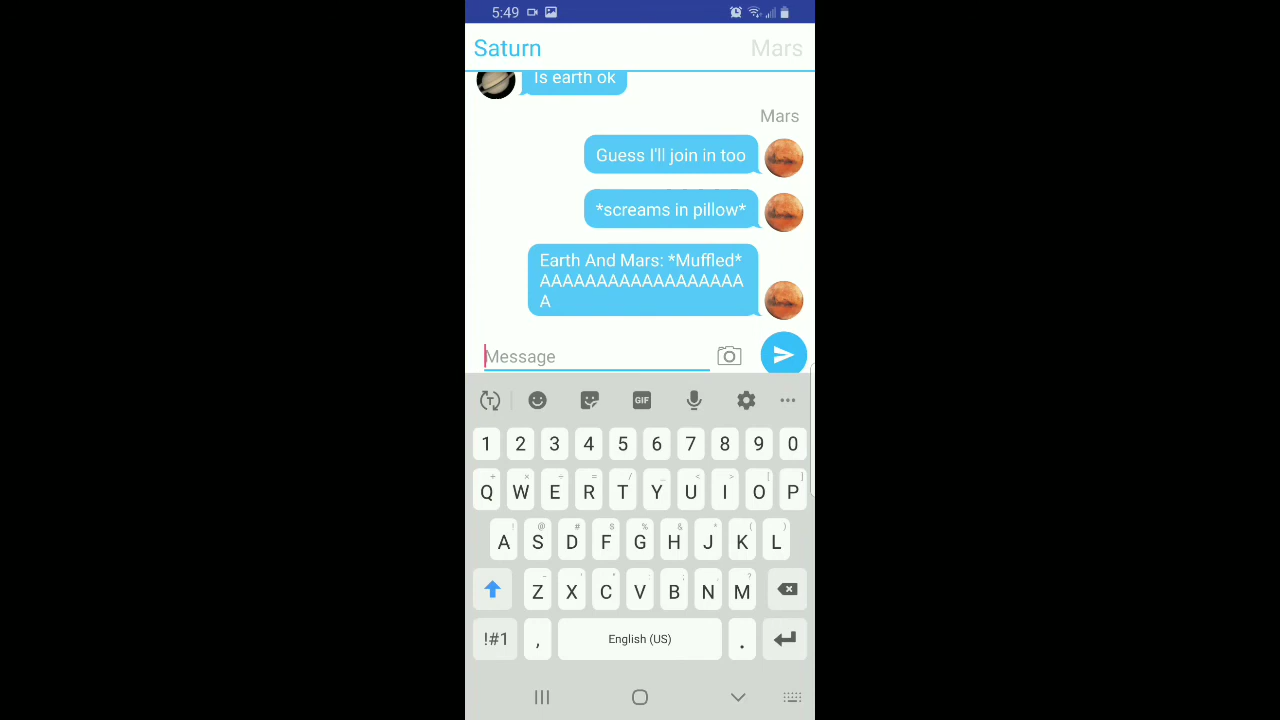 5:49
Saturn Mars
Is earth ok
Mars
Guess I'll join in too
*screams in pillow*
Earth And Mars: *Muffled*
AAAAAAAAAAAAAAAAAA
A
Message
GIF
1 2 3 4 5 6 7 8 9 0
Q W E R T Y U I O P
A S D F G H J K L
Z X C V B N M
!#1 , English (US) .